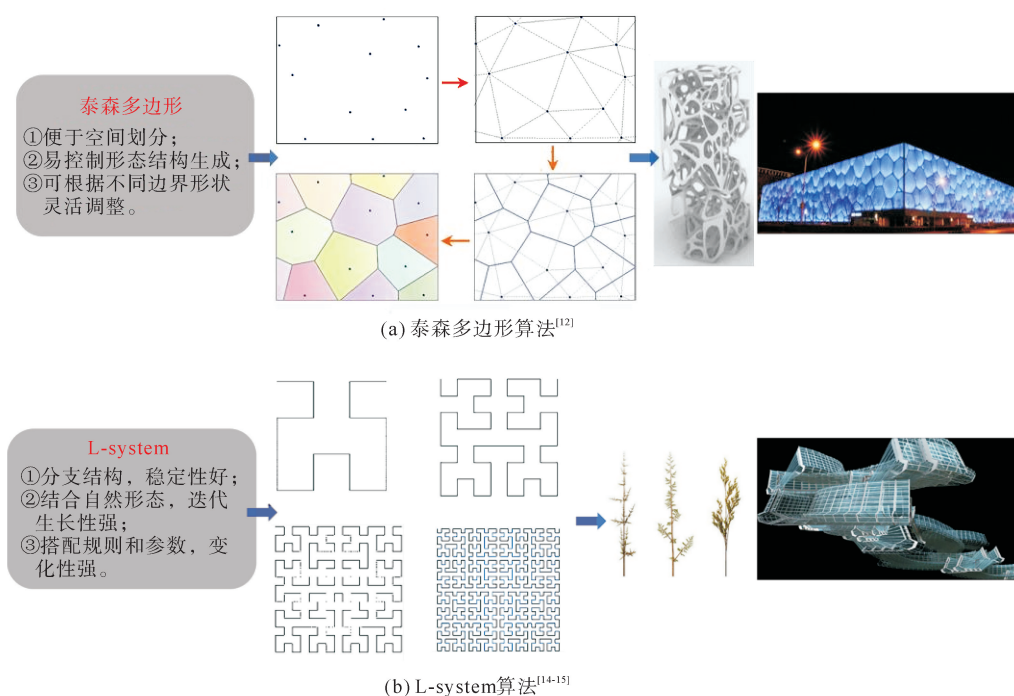 泰森多边形
①便于空间划分；
②易控制形态结构生成；
③可根据不同边界形状
灵活调整。
(a) 泰森多边形算法[12]
L-system
①分支结构，稳定性好；
②结合自然形态，迭代
生长性强；
③搭配规则和参数，变
化性强。
(b) L-system算法[14-15]